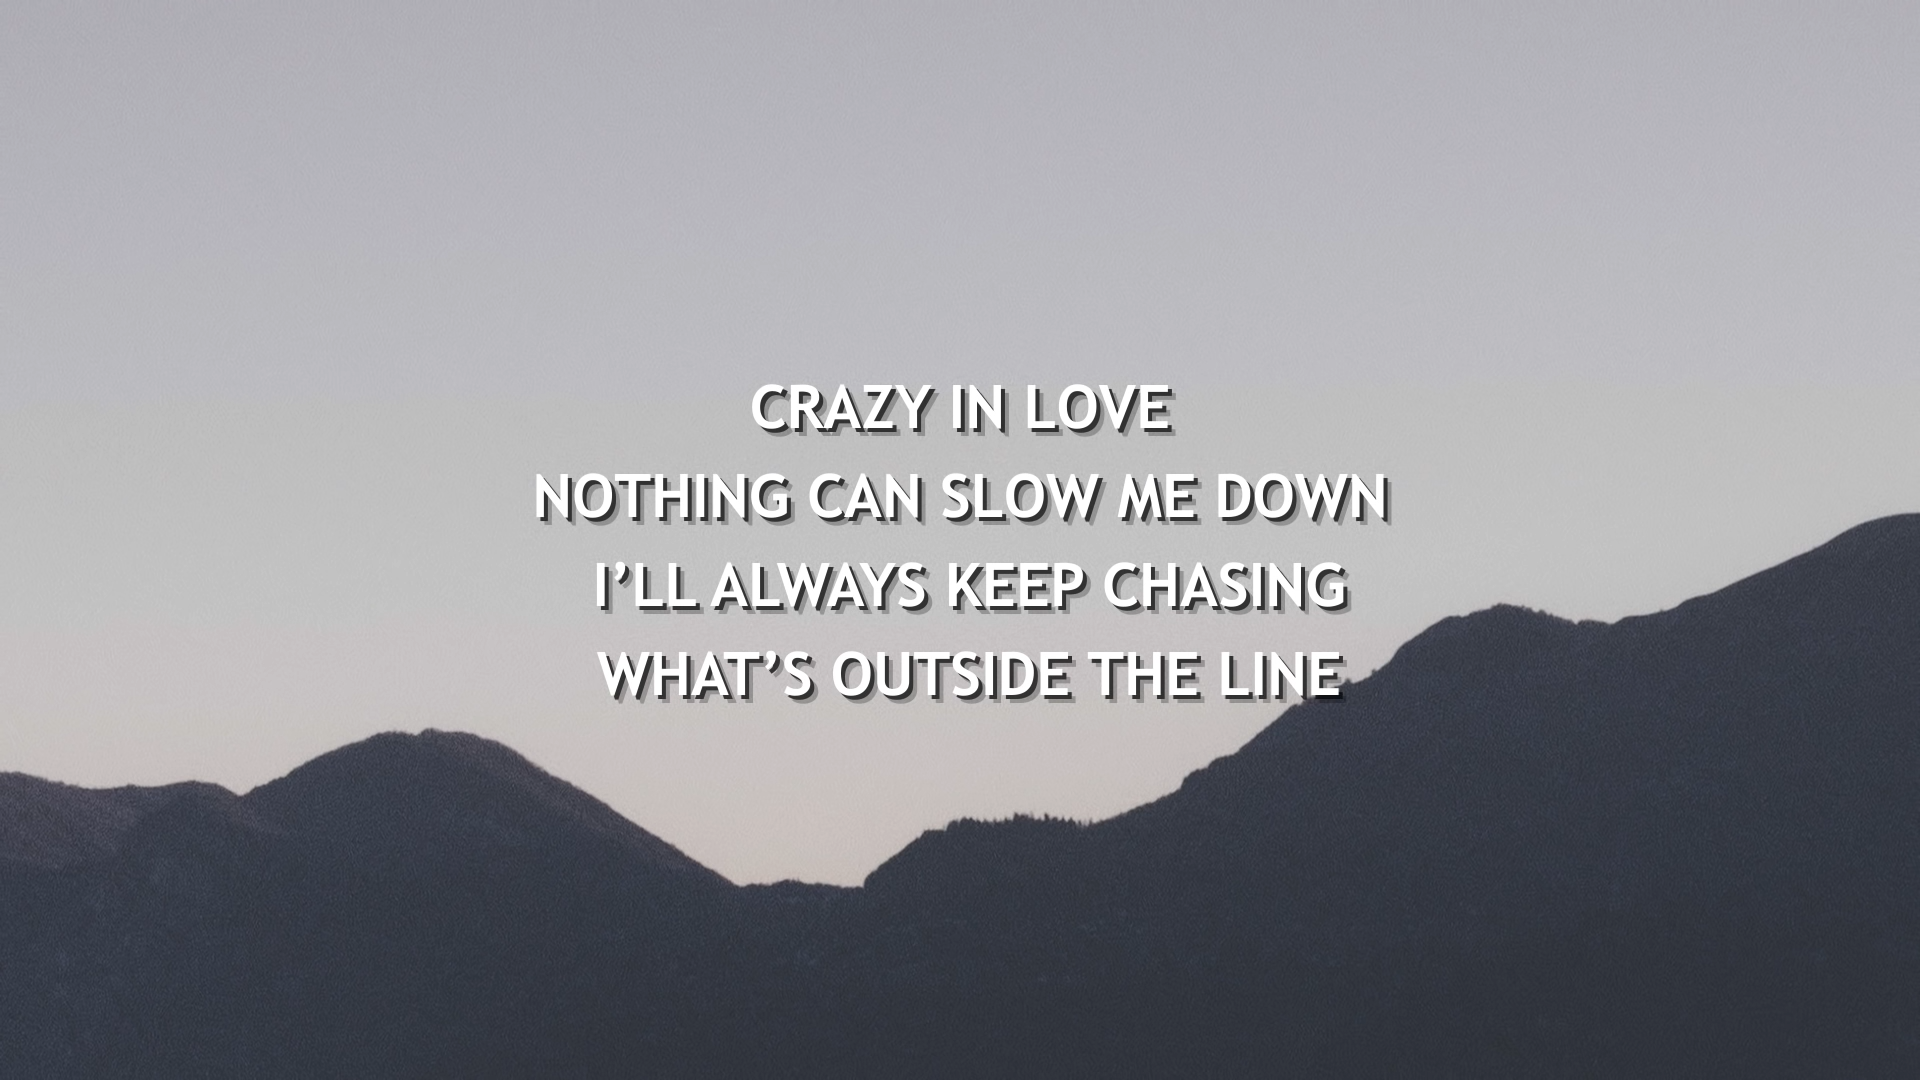 CRAZY IN LOVE
NOTHING CAN SLOW ME DOWN
I’LL ALWAYS KEEP CHASING
WHAT’S OUTSIDE THE LINE